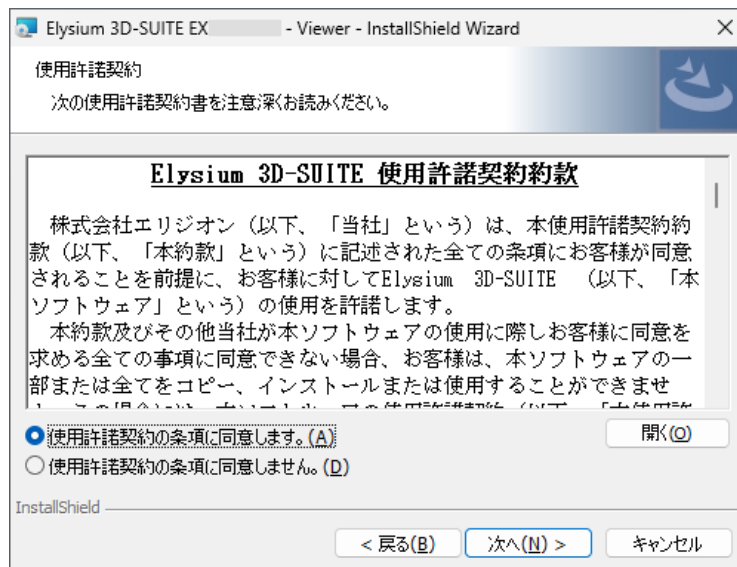 Elysium 3D-SUITE EX - Viewer - InstallShield Wizard
使用許諾契約
次の使用許諾契約書を注意深くお読みください。
Elysium 3D-SUITE 使用許諾契約約款
株式会社エリジオン（以下、「当社」という）は、本使用許諾契約約
款（以下、「本約款」という）に記述された全ての条項にお客様が同意
されることを前提に、お客様に対してElysium 3D-SUITE （以下、「本
ソフトウェア」という）の使用を許諾します。
本約款及びその他当社が本ソフトウェアの使用に際しお客様に同意を
求める全ての事項に同意できない場合、お客様は、本ソフトウェアの一
部または全てをコピー、インストールまたは使用することができませ
使用許諾契約の条項に同意します。(A)
開く(O)
使用許諾契約の条項に同意しません。(D)
InstallShield
< 戻る(B)
次へ(N) >
キャンセル